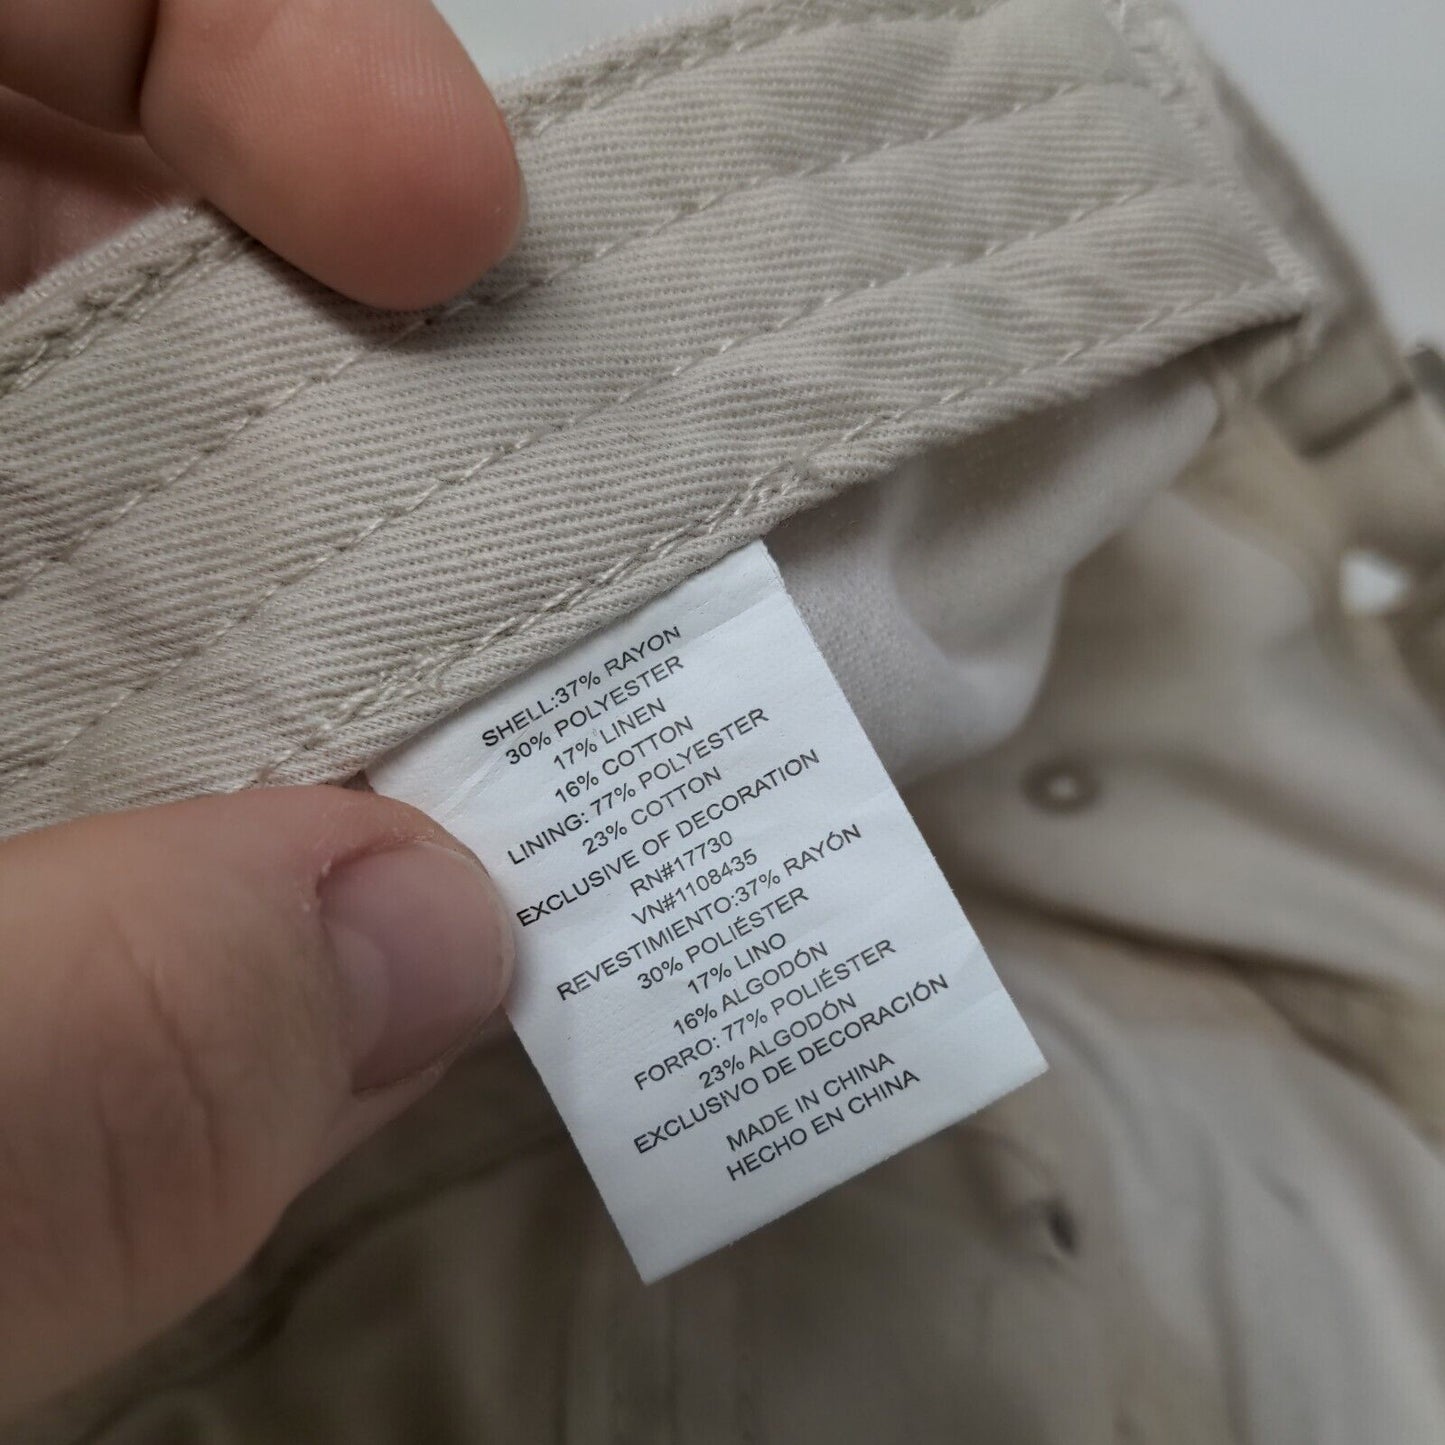 SHELL:37% RAYON
30% POLYESTER
17% LINEN
16% COTTON
LINING: 77% POLYESTER
23% COTTON
EXCLUSIVE OF DECORATION
RN#17730
VN#1108435
REVESTIMIENTO:37% RAYÓN
30% POLIÉSTER
17% LINO
16% ALGODÓN
FORRO: 77% POLIÉSTER
23% ALGODÓN
EXCLUSIVO DE DECORACIÓN
MADE IN CHINA
HECHO EN CHINA